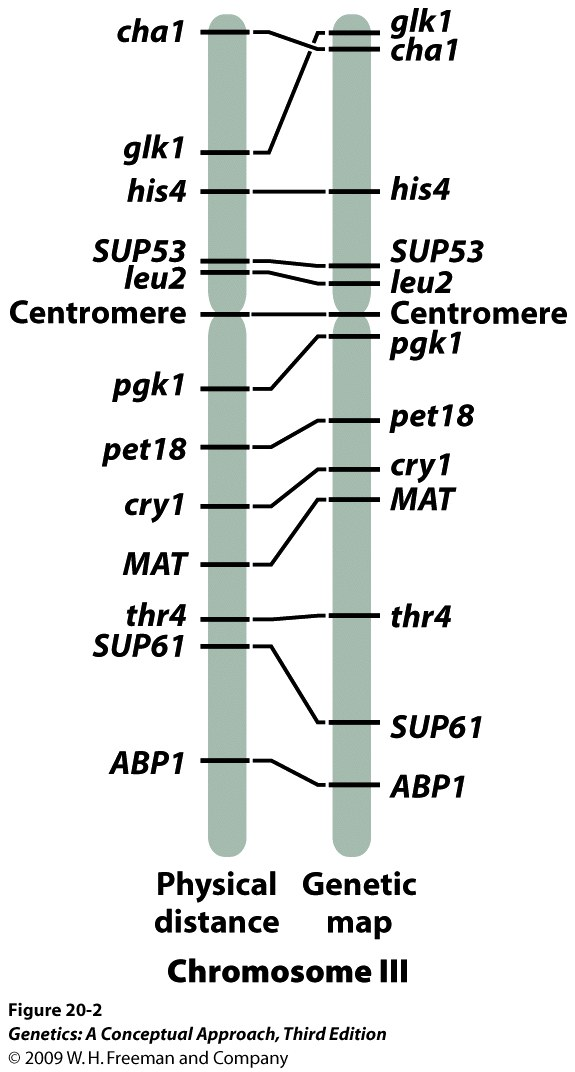 cha1
glk1
his4
SUP53
leu2
Centromere
pgk1
pet18
cry1
MAT
thr4
SUP61
ABP1
glk1
cha1
his4
SUP53
leu2
Centromere
pgk1
pet18
cry1
MAT
thr4
SUP61
ABP1
Physical
distance
Genetic
map
Chromosome III
Figure 20-2
Genetics: A Conceptual Approach, Third Edition
© 2009 W. H. Freeman and Company